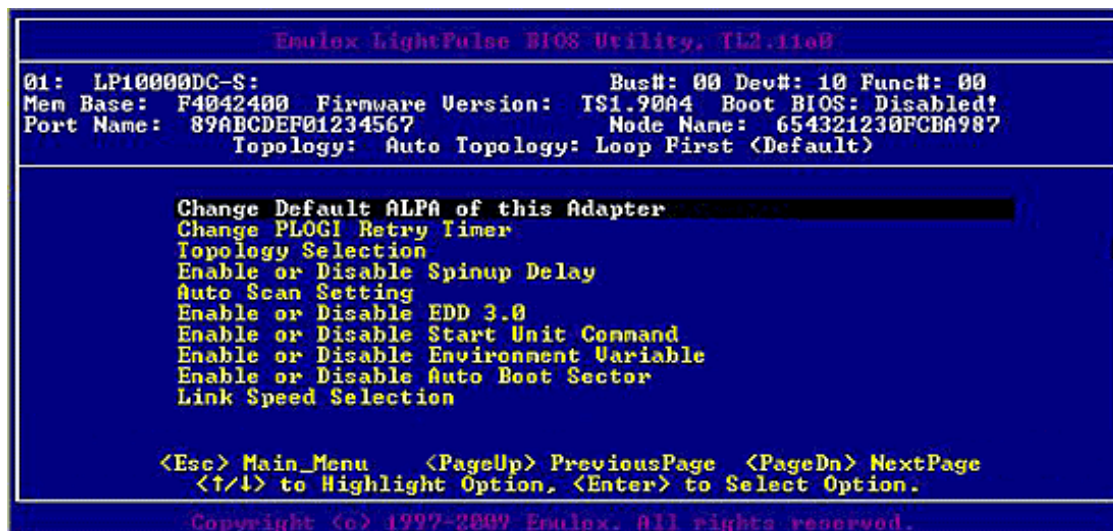 Emulex LightPulse BIOS Utility, TL2.11a0
01: LP10000DC-S: Bus#: 00 Dev#: 10 Func#: 00
Mem Base: F4042400 Firmware Version: TS1.90A4 Boot BIOS: Disabled!
Port Name: 89ABCDEF01234567 Node Name: 654321230FCBA987
Topology: Auto Topology: Loop First <Default>
Change Default ALPA of this Adapter
Change PLOGI Retry Timer
Topology Selection
Enable or Disable Spinup Delay
Auto Scan Setting
Enable or Disable EDD 3.0
Enable or Disable Start Unit Command
Enable or Disable Environment Variable
Enable or Disable Auto Boot Sector
Link Speed Selection
<Esc> Main_Menu <PageUp> PreviousPage <PageDn> NextPage
<↑/↓> to Highlight Option, <Enter> to Select Option.
Copyright <c> 1997-2009 Emulex. All rights reserved.